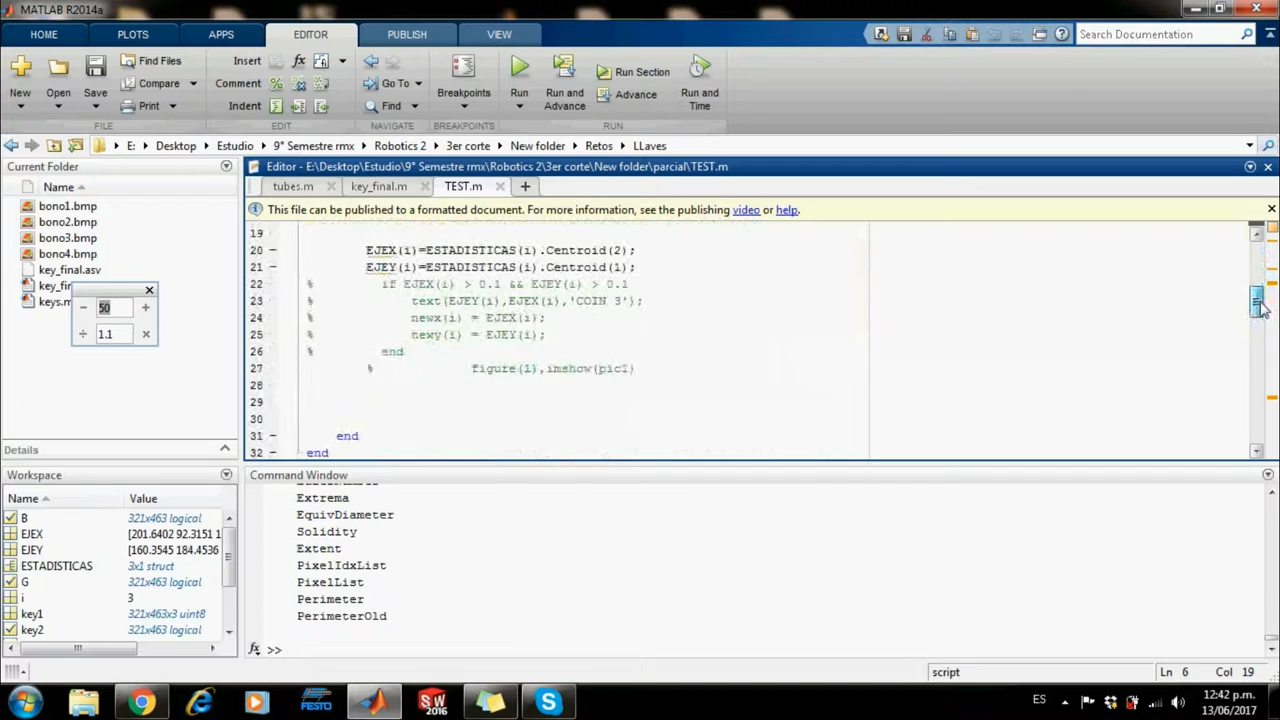 MATLAB R2014a
HOME PLOTS APPS EDITOR PUBLISH VIEW Search Documentation
New Open Save Find Files Compare Print Insert Comment Indent fx Go To Find Breakpoints Run Run and Advance Run Section Advance Run and Time
FILE EDIT NAVIGATE BREAKPOINTS RUN
E: Desktop Estudio 9° Semestre rmx Robotics 2 3er corte New folder Retos LLaves
Current Folder
Name
bono1.bmp
bono2.bmp
bono3.bmp
bono4.bmp
key_final.asv
key_fi
keys.m
50
1.1
Details
Editor - E:\Desktop\Estudio\9° Semestre rmx\Robotics 2\3er corte\New folder\parcial\TEST.m
tubes.m key_final.m TEST.m
This file can be published to a formatted document. For more information, see the publishing video or help.
19
20 EJEX(i)=ESTADISTICAS(i).Centroid(2);
21 EJEY(i)=ESTADISTICAS(i).Centroid(1);
22 % if EJEX(i) > 0.1 && EJEY(i) > 0.1
23 % text(EJEY(i),EJEX(i),'COIN 3');
24 % newx(i) = EJEX(i);
25 % newy(i) = EJEY(i);
26 % end
27 % figure(1),imshow(pic1)
28
29
30
31 end
32 end
Workspace
Name Value
B 321x463 logical
EJEX [201.6402 92.3151 1
EJEY [160.3545 184.4536
ESTADISTICAS 3x1 struct
G 321x463 logical
i 3
key1 321x463x3 uint8
key2 321x463 logical
Command Window
Extrema
EquivDiameter
Solidity
Extent
PixelIdxList
PixelList
Perimeter
PerimeterOld
fx >>
script Ln 6 Col 19
FESTO SW 2016 ES 12:42 p.m.
13/06/2017